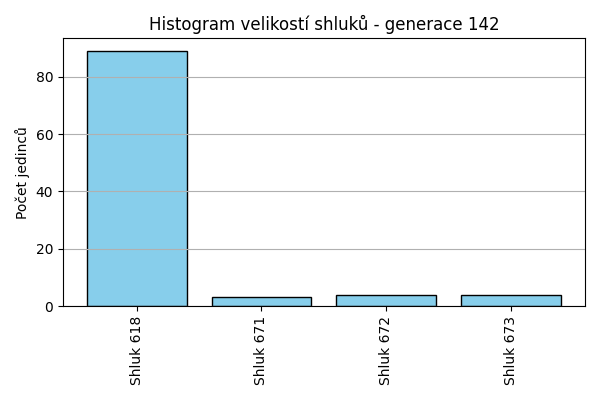 Histogram velikostí shluků - generace 142
Počet jedinců
80
60
40
20
0
Shluk 618
Shluk 671
Shluk 672
Shluk 673